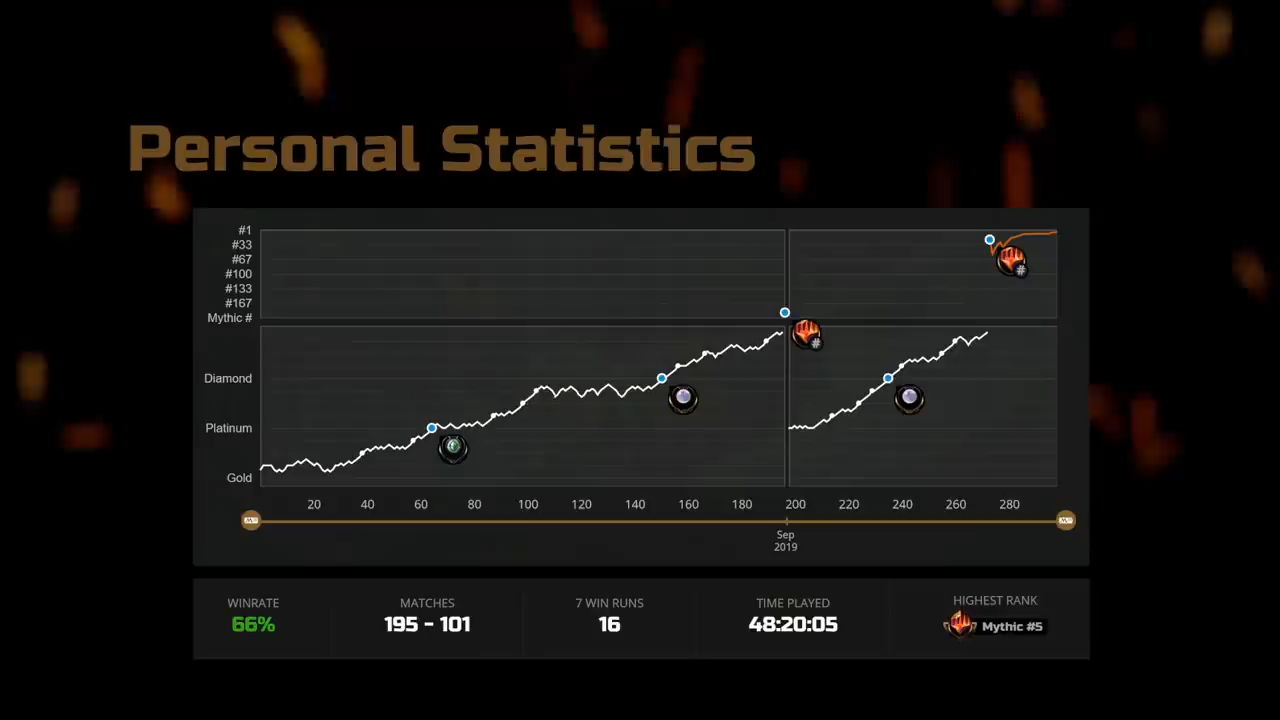 Personal Statistics
#1
#33
#67
#100
#133
#167
Mythic #
Diamond
Platinum
Gold
20 40 60 80 100 120 140 160 180 200 220 240 260 280
Sep
2019
WINRATE MATCHES 7 WIN RUNS TIME PLAYED HIGHEST RANK
66% 195 - 101 16 48:20:05 Mythic #5